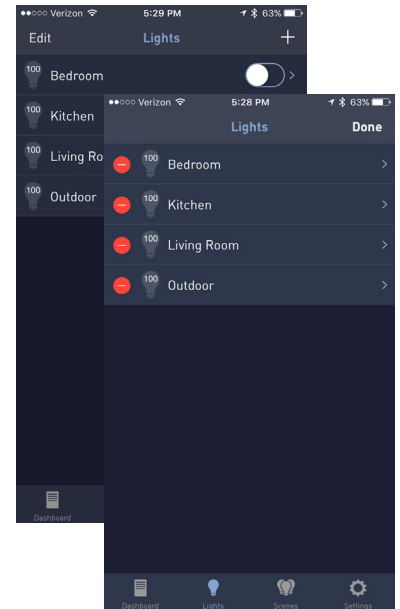 ●●○○○ Verizon 5:29 PM 63%
Edit Lights +
100 Bedroom >
100 Kitchen
100 Living Ro
100 Outdoor
Dashboard
●●○○○ Verizon 5:28 PM 63%
Lights Done
100 Bedroom >
100 Kitchen >
100 Living Room >
100 Outdoor >
Dashboard Lights Scenes Settings